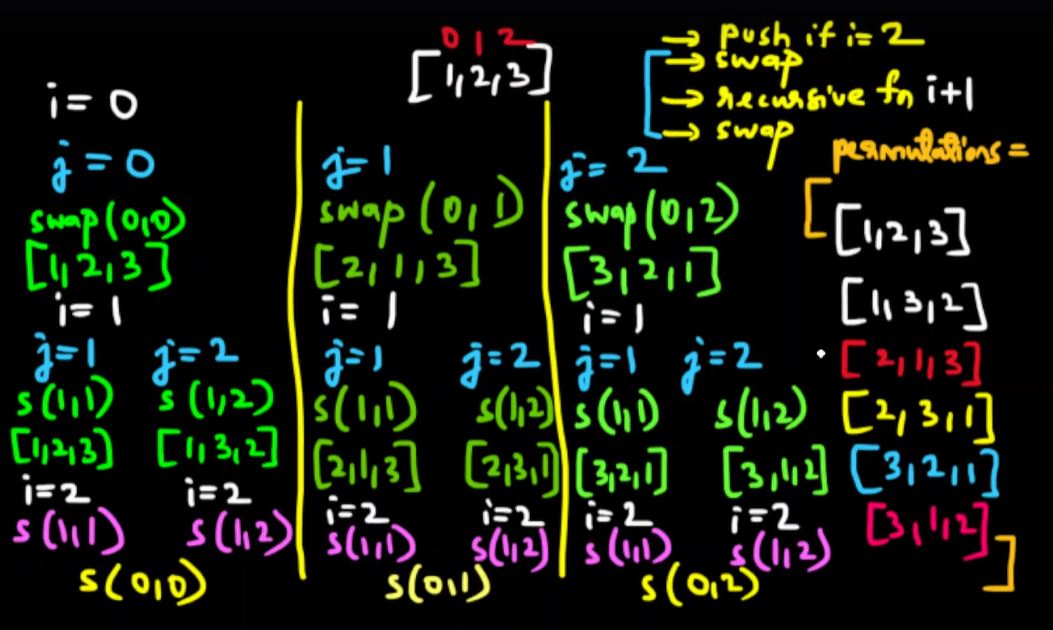 0 1 2
[1,2,3]
→ push if i=2
→ swap
→ recursive fn i+1
→ swap
i=0
j=0
swap(0,0)
[1,2,3]
i=1
j=1 j=2
s(1,1) s(1,2)
[1,2,3] [1,3,2]
i=2 i=2
s(1,1) s(1,2)
s(0,0)
j=1
swap(0,1)
[2,1,3]
i=1
j=1 j=2
s(1,1) s(1,2)
[2,1,3] [2,3,1]
i=2 i=2
s(1,1) s(1,2)
s(0,1)
j=2
swap(0,2)
[3,2,1]
i=1
j=1 j=2
s(1,1) s(1,2)
[3,2,1] [3,1,2]
i=2 i=2
s(1,1) s(1,2)
s(0,2)
permutations=
[ [1,2,3]
[1,3,2]
[2,1,3]
[2,3,1]
[3,2,1]
[3,1,2] ]